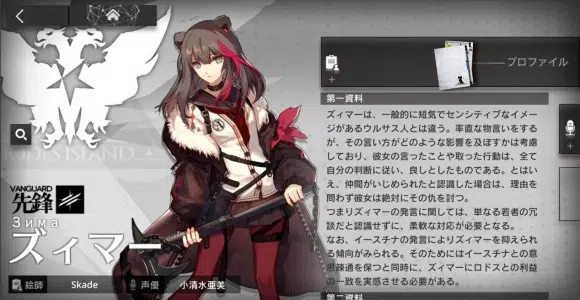 プロファイル
第一資料
ズィマーは、一般的に短気でセンシティブなイメ
ージがあるウルサス人とは違う。率直な物言いをする
が、その言い方がどのような影響を及ぼすかは考慮
しており、彼女の言ったことや取った行動は、全て
自分の判断に従い、良しとしたものである。とはい
え、仲間がいじめられたと認識した場合は、理由を
問わず彼女は絶対にその仇を討つ。
つまりズィマーの発言に関しては、単なる若者の冗
談だと認識せずに、柔軟な対応が必要となる。
なお、イースチナの発言によりズィマーを抑えられ
る傾向がみられる。そのためにはイースチナとの意
思疎通を保つと同時に、ズィマーにロドスとの利益
の一致を実感させる必要がある。
第二資料
RHODES ISLAND
VANGUARD
先鋒
Зима
ズィマー
絵師 Skade 声優 小清水亜美